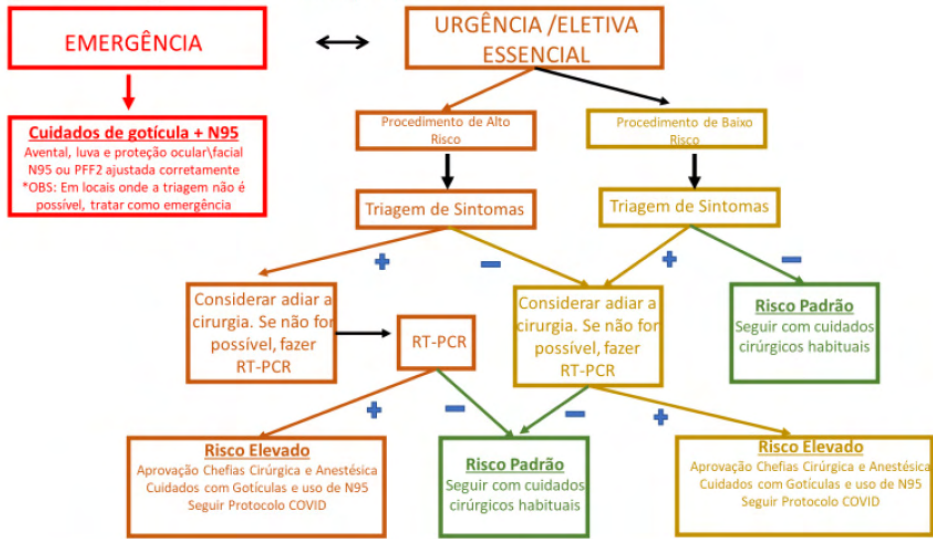 EMERGÊNCIA
URGÊNCIA /ELETIVA
ESSENCIAL
Cuidados de gotícula + N95
Avental, luva e proteção ocular\facial
N95 ou PFF2 ajustada corretamente
*OBS: Em locais onde a triagem não é
possível, tratar como emergência
Procedimento de Alto
Risco
Procedimento de Baixo
Risco
Triagem de Sintomas
Triagem de Sintomas
+
−
+
−
Considerar adiar a
cirurgia. Se não for
possível, fazer
RT-PCR
RT-PCR
Considerar adiar a
cirurgia. Se não for
possível, fazer
RT-PCR
Risco Padrão
Seguir com cuidados
cirúrgicos habituais
+
−
−
+
Risco Elevado
Aprovação Chefias Cirúrgica e Anestésica
Cuidados com Gotículas e uso de N95
Seguir Protocolo COVID
Risco Padrão
Seguir com cuidados
cirúrgicos habituais
Risco Elevado
Aprovação Chefias Cirúrgica e Anestésica
Cuidados com Gotículas e uso de N95
Seguir Protocolo COVID